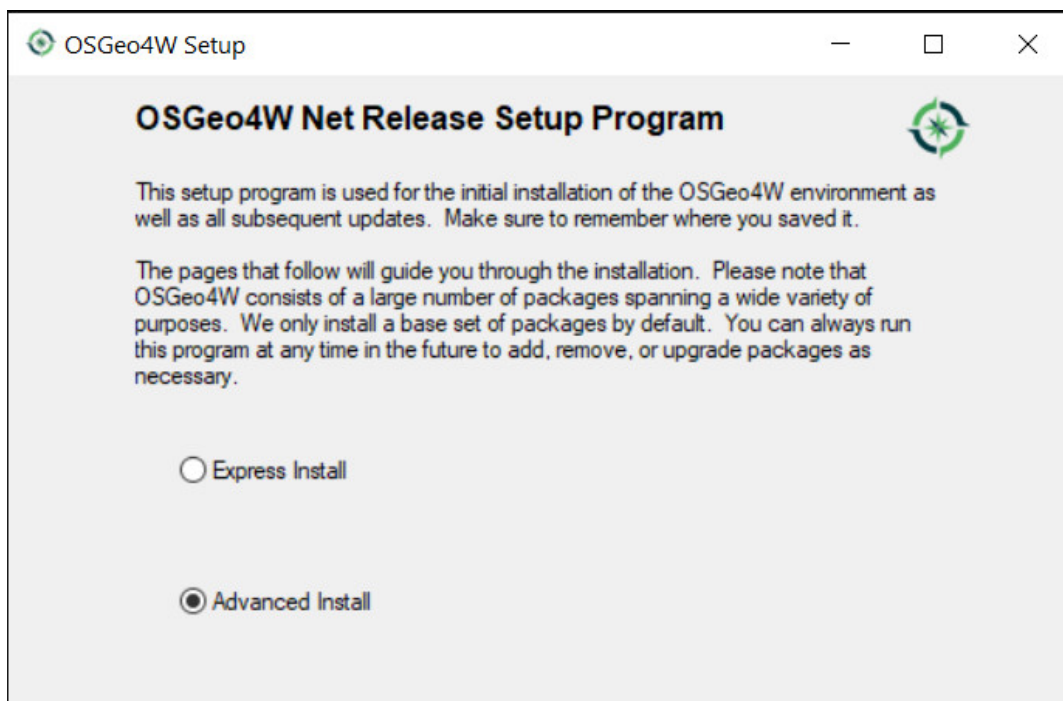 OSGeo4W Setup
OSGeo4W Net Release Setup Program
This setup program is used for the initial installation of the OSGeo4W environment as
well as all subsequent updates.  Make sure to remember where you saved it.
The pages that follow will guide you through the installation.  Please note that
OSGeo4W consists of a large number of packages spanning a wide variety of
purposes.  We only install a base set of packages by default.  You can always run
this program at any time in the future to add, remove, or upgrade packages as
necessary.
Express Install
Advanced Install